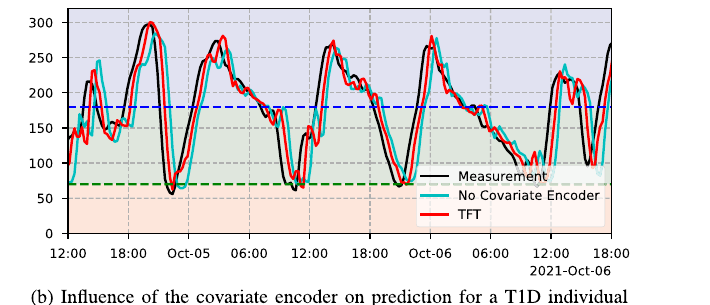 300
250
200
150
100
50
0
Measurement
No Covariate Encoder
TFT
12:00 18:00 Oct-05 06:00 12:00 18:00 Oct-06 06:00 12:00 18:00
2021-Oct-06
(b) Influence of the covariate encoder on prediction for a T1D individual